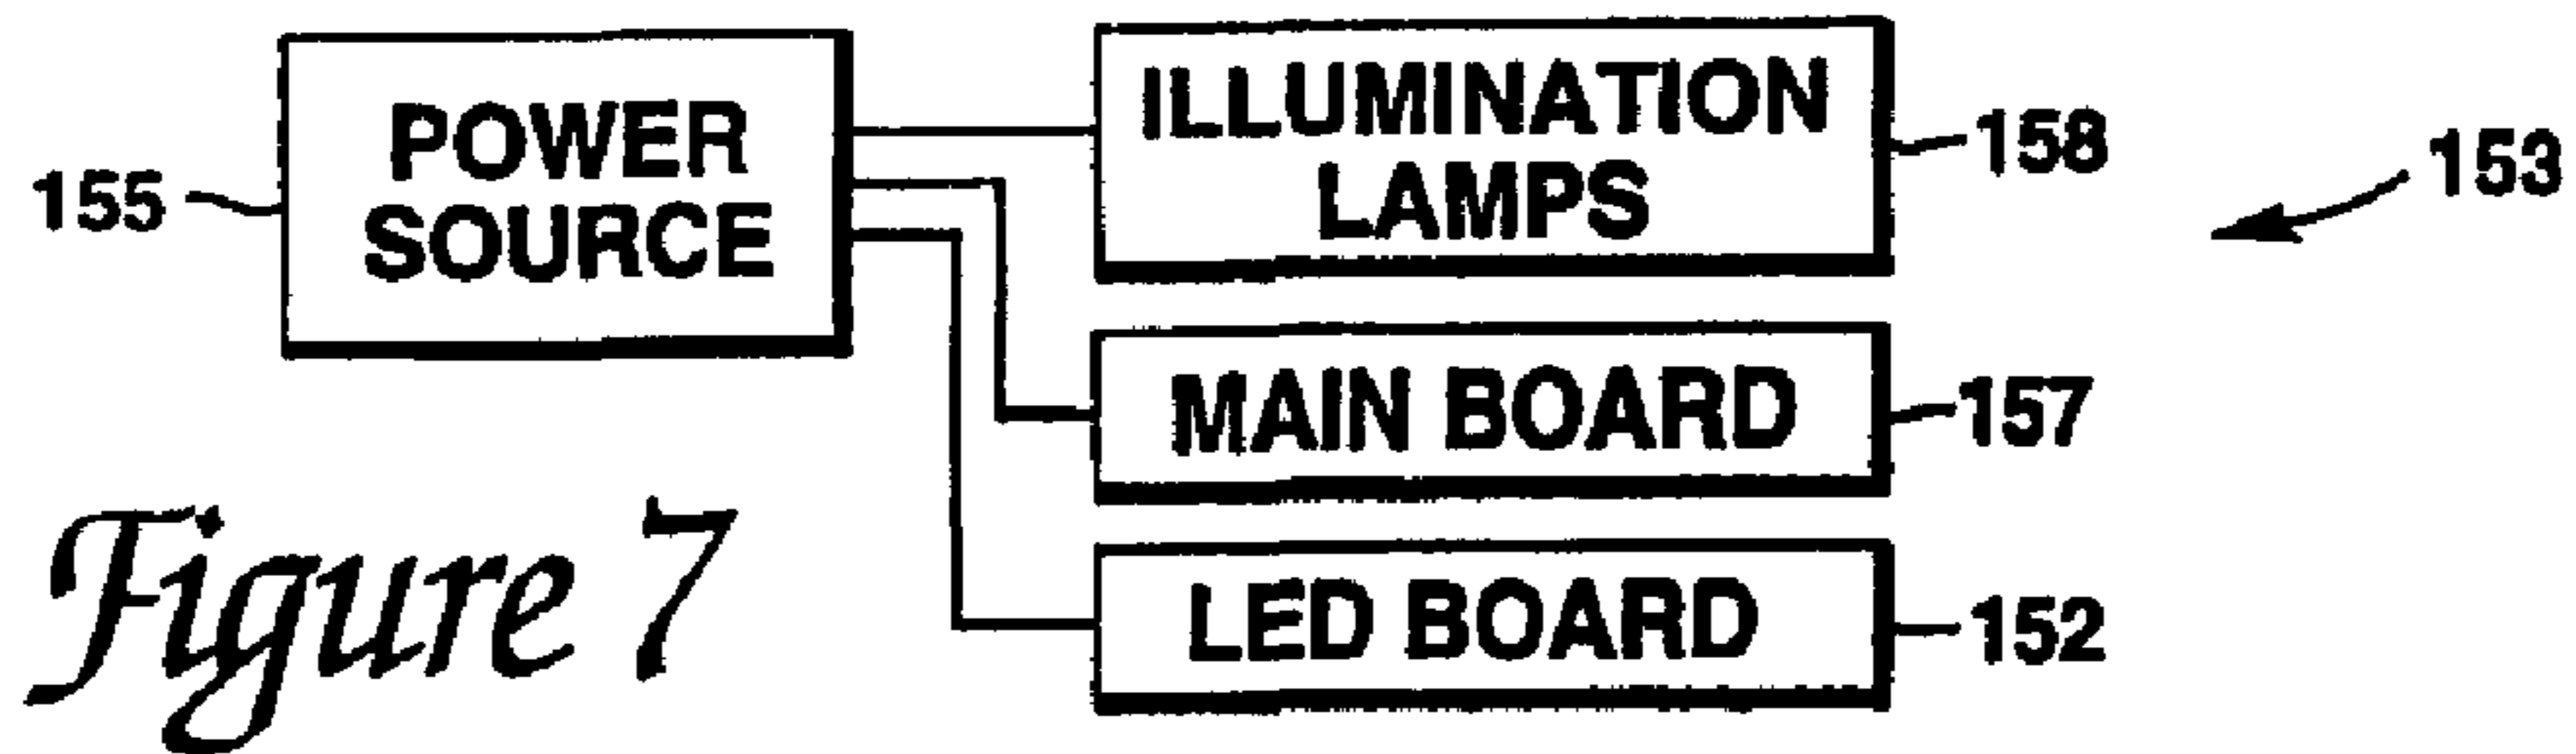 155
POWER
SOURCE
ILLUMINATION
LAMPS
158
153
MAIN BOARD
157
LED BOARD
152
Figure 7